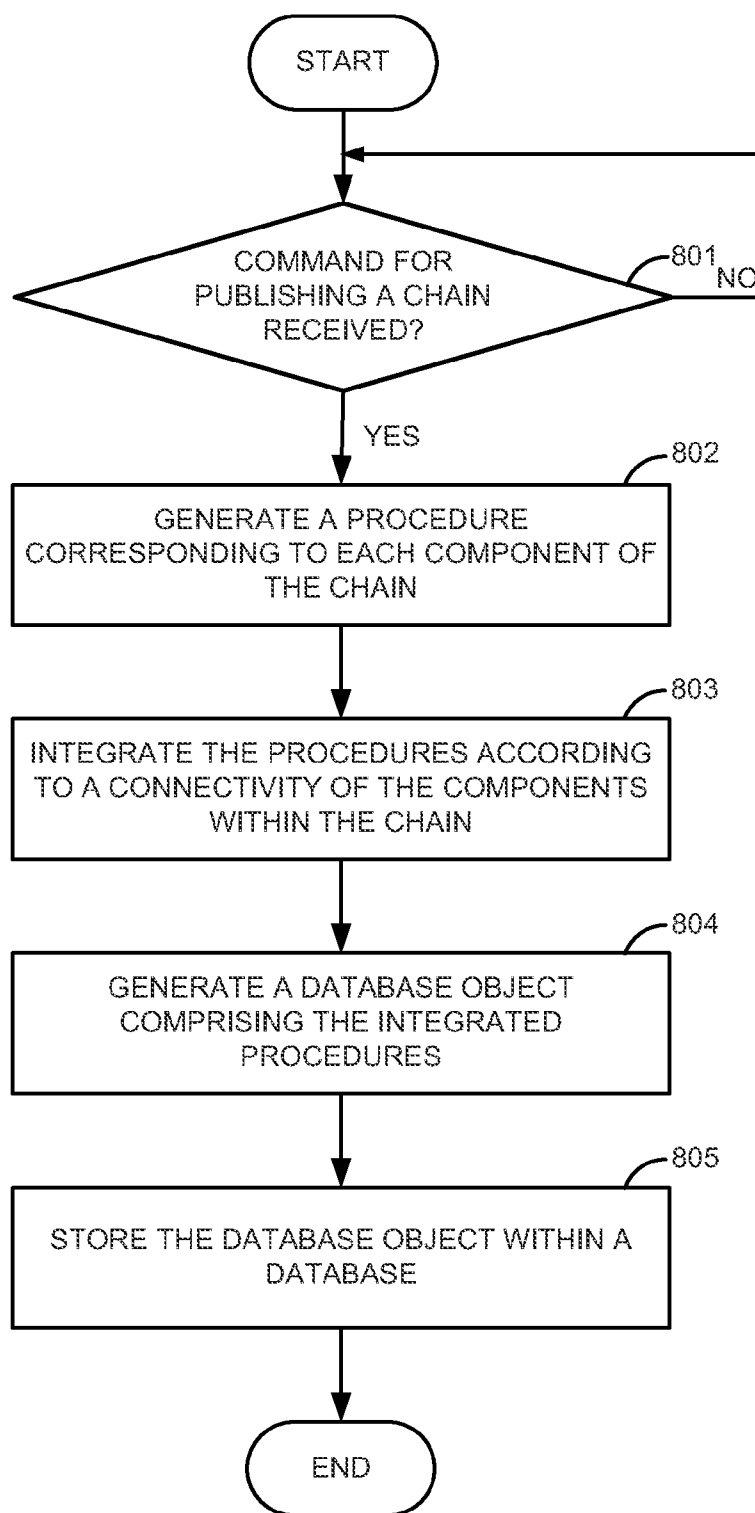 START
COMMAND FOR
PUBLISHING A CHAIN
RECEIVED?
801
NO
YES
802
GENERATE A PROCEDURE
CORRESPONDING TO EACH COMPONENT OF
THE CHAIN
803
INTEGRATE THE PROCEDURES ACCORDING
TO A CONNECTIVITY OF THE COMPONENTS
WITHIN THE CHAIN
804
GENERATE A DATABASE OBJECT
COMPRISING THE INTEGRATED
PROCEDURES
805
STORE THE DATABASE OBJECT WITHIN A
DATABASE
END